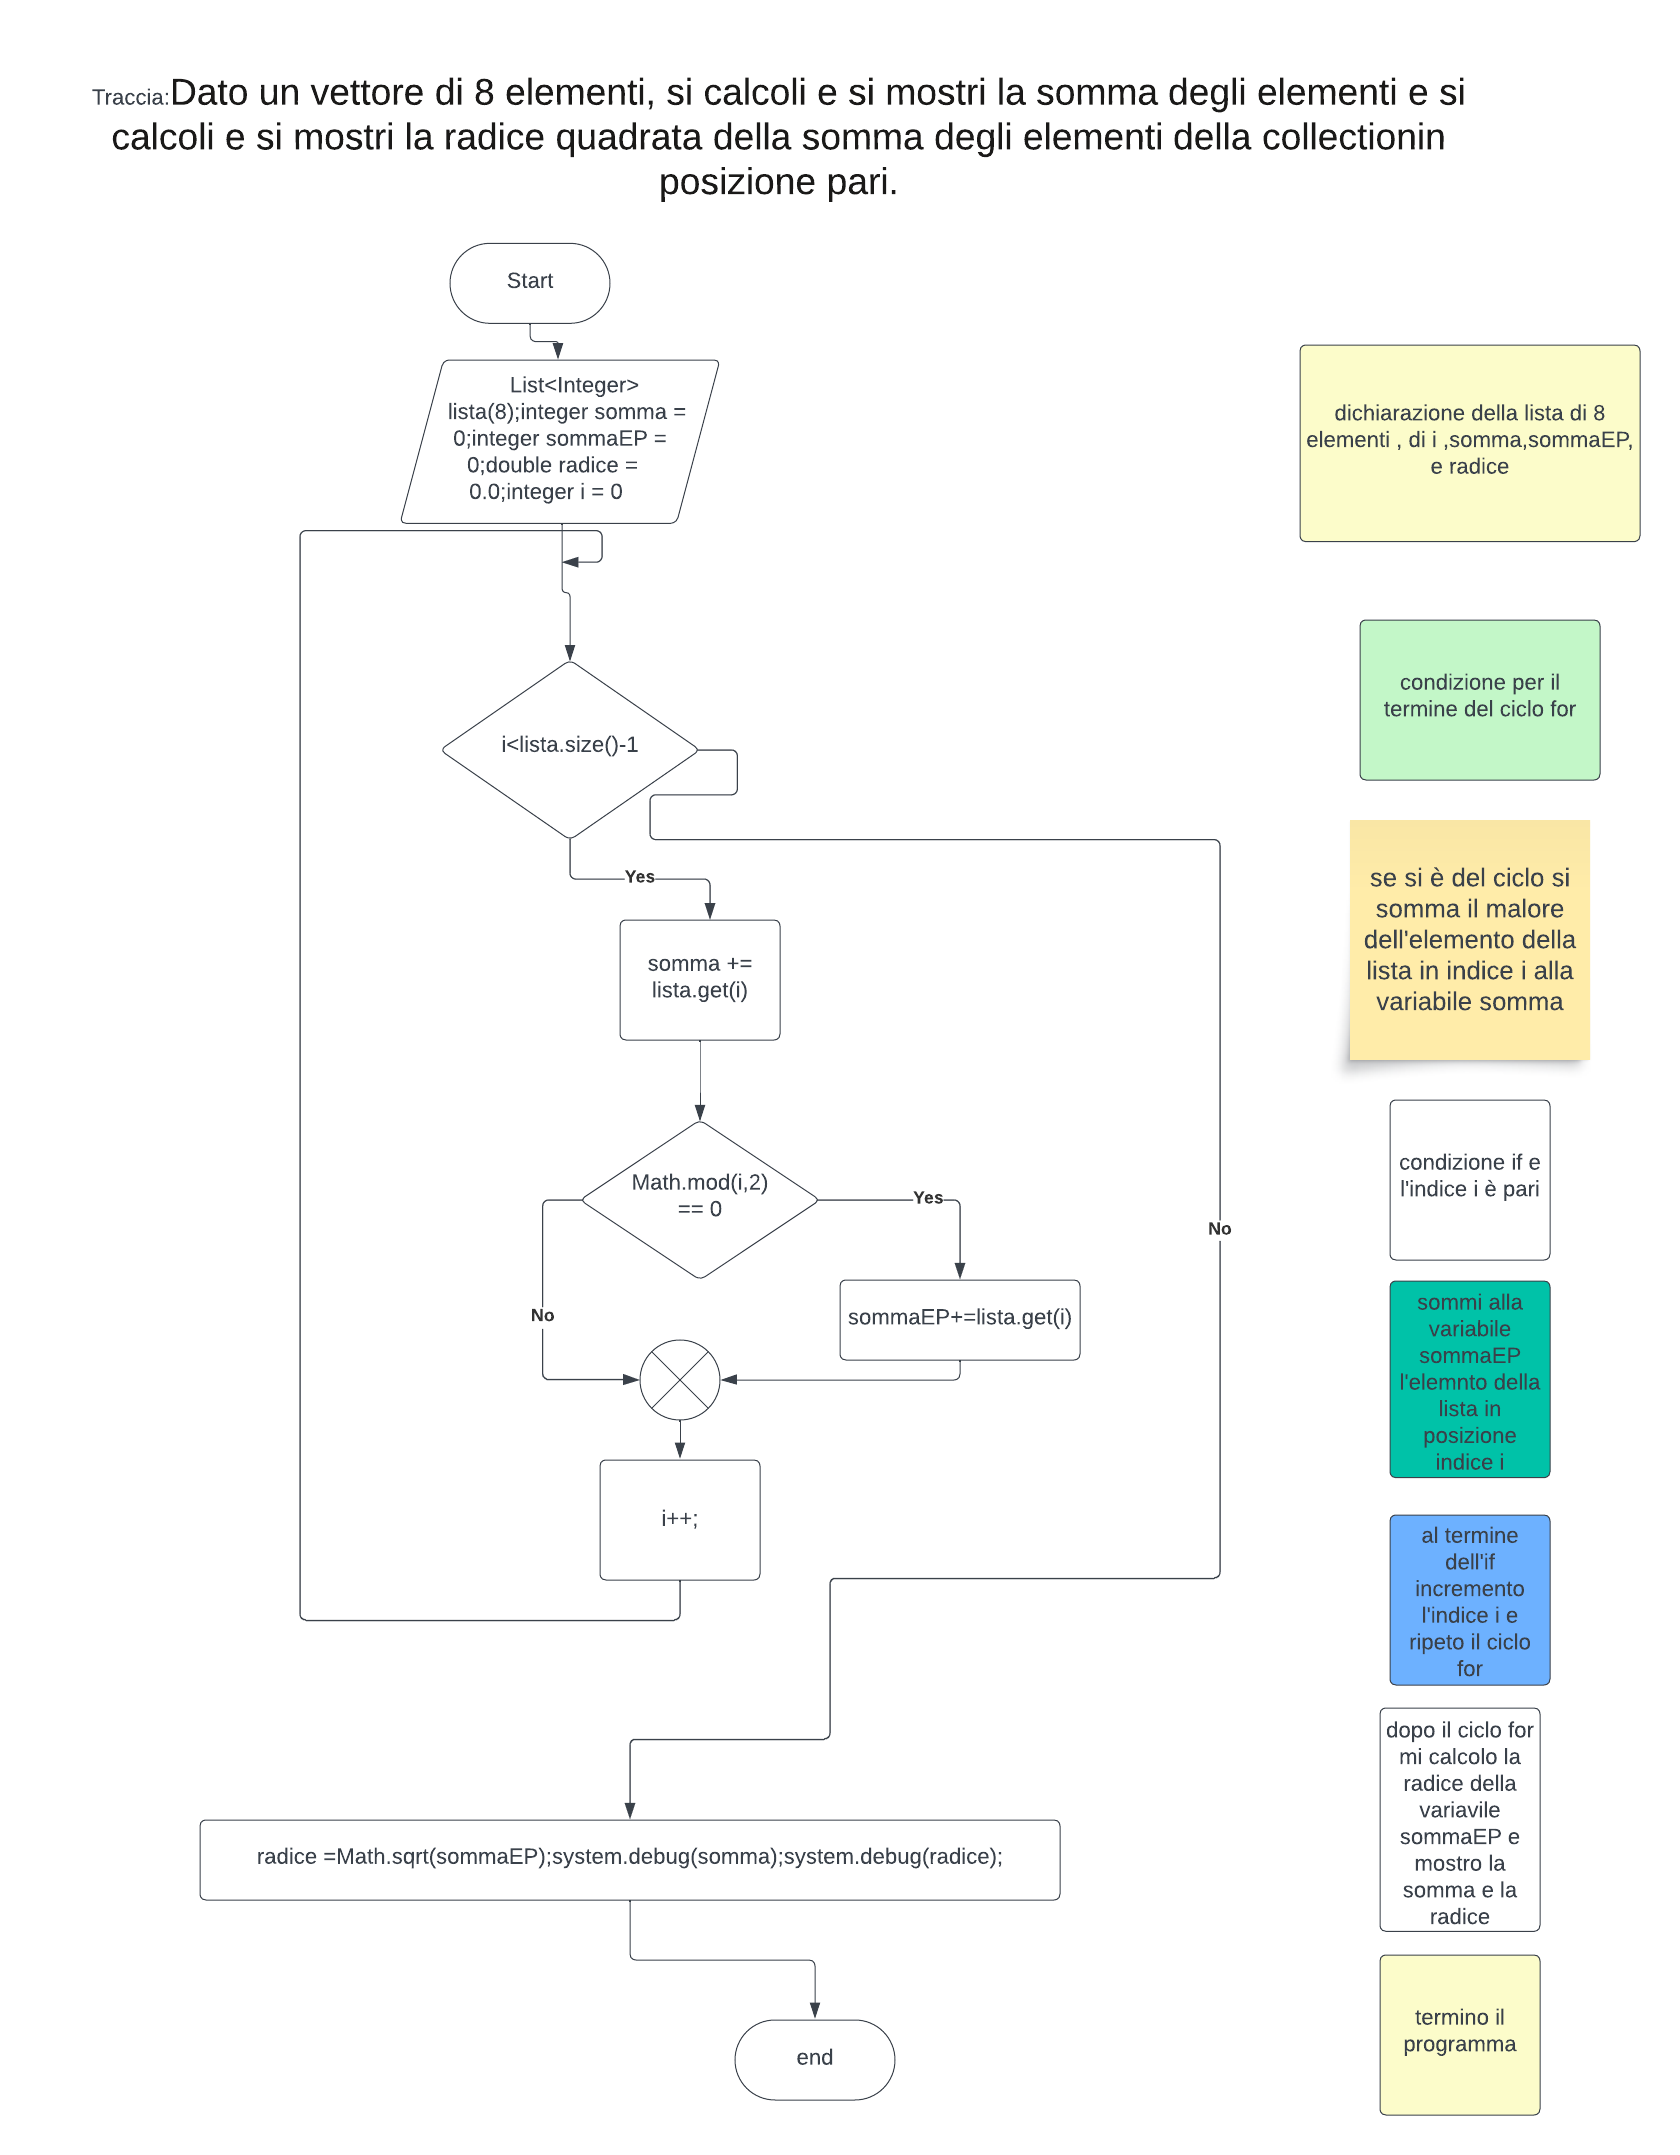 Traccia:Dato un vettore di 8 elementi, si calcoli e si mostri la somma degli elementi e si
calcoli e si mostri la radice quadrata della somma degli elementi della collectionin
posizione pari.
Start
List<Integer>
lista(8);integer somma =
0;integer sommaEP =
0;double radice =
0.0;integer i = 0
dichiarazione della lista di 8
elementi , di i ,somma,sommaEP,
e radice
i<lista.size()-1
condizione per il
termine del ciclo for
Yes
somma +=
lista.get(i)
se si è del ciclo si
somma il malore
dell'elemento della
lista in indice i alla
variabile somma
Math.mod(i,2)
== 0
Yes
No
No
condizione if e
l'indice i è pari
sommaEP+=lista.get(i)
sommi alla
variabile
sommaEP
l'elemnto della
lista in
posizione
indice i
i++;
al termine
dell'if
incremento
l'indice i e
ripeto il ciclo
for
radice =Math.sqrt(sommaEP);system.debug(somma);system.debug(radice);
dopo il ciclo for
mi calcolo la
radice della
variavile
sommaEP e
mostro la
somma e la
radice
end
termino il
programma